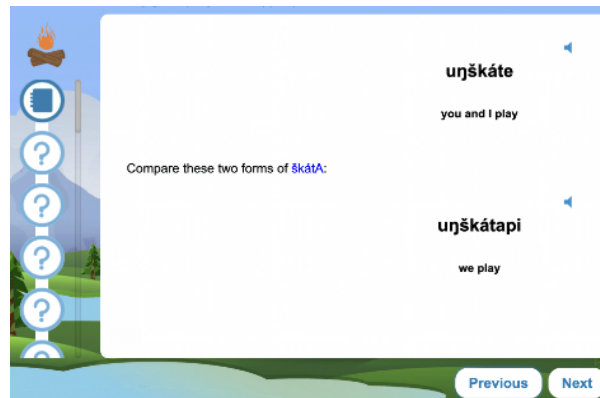 uŋškáte
you and I play
Compare these two forms of škátA:
uŋškátapi
we play
Previous
Next